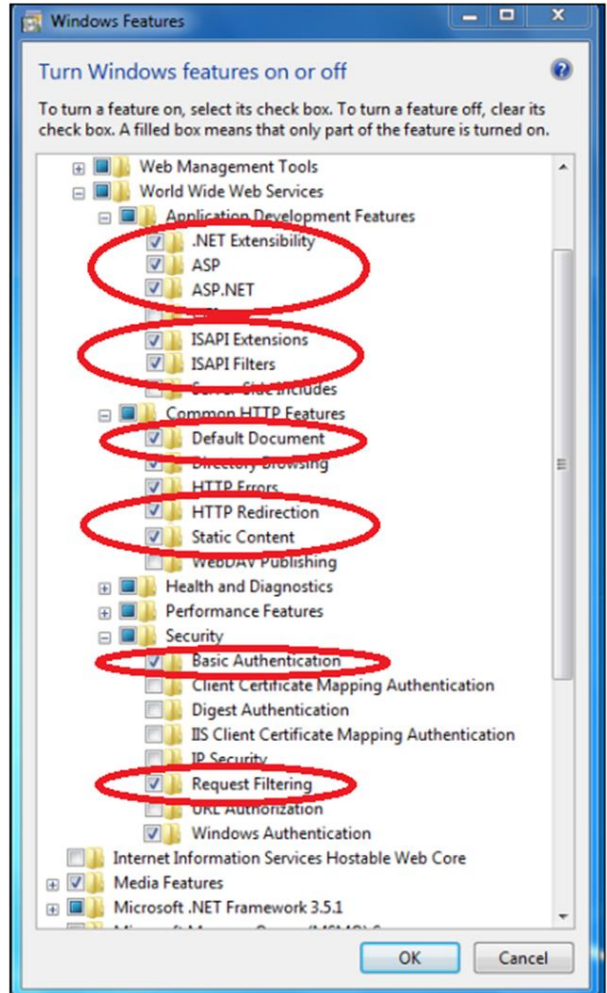 Windows Features
Turn Windows features on or off
To turn a feature on, select its check box. To turn a feature off, clear its
check box. A filled box means that only part of the feature is turned on.
Web Management Tools
World Wide Web Services
Application Development Features
.NET Extensibility
ASP
ASP.NET
ISAPI Extensions
ISAPI Filters
Server-Side Includes
Common HTTP Features
Default Document
Directory Browsing
HTTP Errors
HTTP Redirection
Static Content
WebDAV Publishing
Health and Diagnostics
Performance Features
Security
Basic Authentication
Client Certificate Mapping Authentication
Digest Authentication
IIS Client Certificate Mapping Authentication
IP Security
Request Filtering
URL Authorization
Windows Authentication
Internet Information Services Hostable Web Core
Media Features
Microsoft .NET Framework 3.5.1
OK Cancel